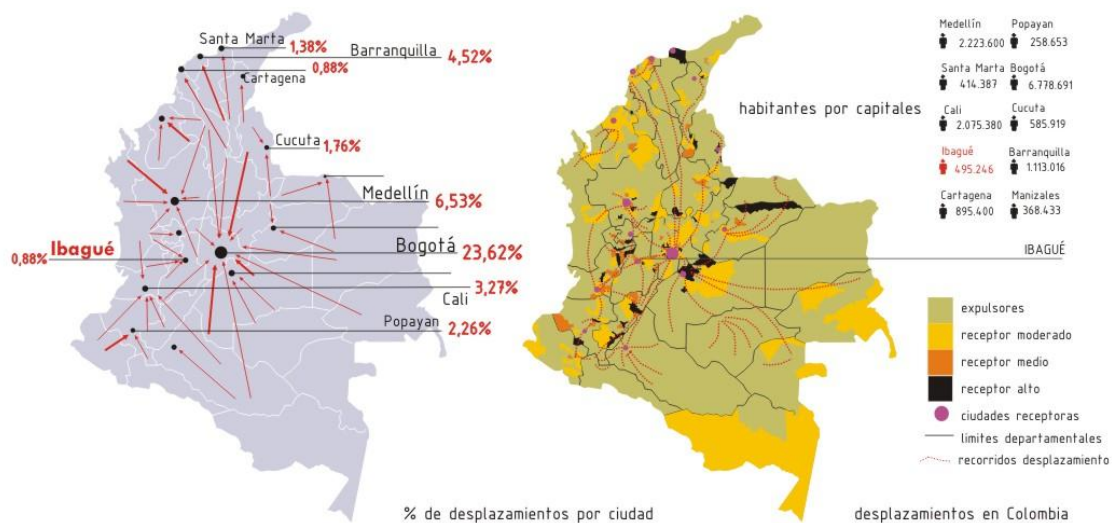 Santa Marta
1,38%
Barranquilla
4,52%
0,88%
Cartagena
Cucuta
1,76%
Medellín
6,53%
Ibagué
Bogotá
23,62%
0,88%
3,27%
Cali
Popayan
2,26%
% de desplazamientos por ciudad
habitantes por capitales
Medellín
Popayan
2.223.600
258.653
Santa Marta
Bogotá
414.387
6.778.691
Cali
Cucuta
2.075.380
585.919
Ibagué
Barranquilla
495.246
1.113.016
Cartagena
Manizales
895.400
368.433
IBAGUÉ
expulsores
receptor moderado
receptor medio
receptor alto
ciudades receptoras
limites departamentales
recorridos desplazamiento
desplazamientos en Colombia